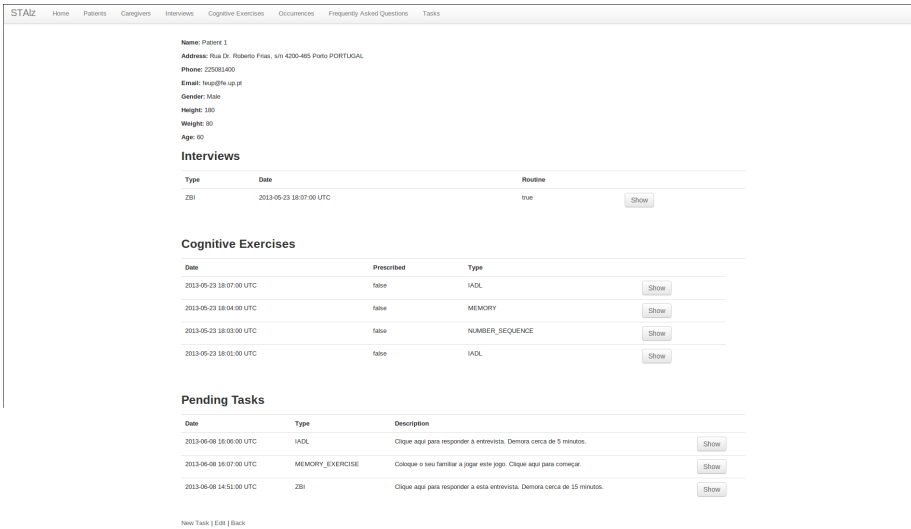 STAlz Home Patients Caregivers Interviews Cognitive Exercises Occurrences Frequently Asked Questions Tasks
Name: Patient 1
Address: Rua Dr. Roberto Frias, s/n 4200-465 Porto PORTUGAL
Phone: 225081400
Email: feup@fe.up.pt
Gender: Male
Height: 180
Weight: 80
Age: 60
Interviews
Type Date Routine
ZBI 2013-05-23 18:07:00 UTC true Show
Cognitive Exercises
Date Prescribed Type
2013-05-23 18:07:00 UTC false IADL Show
2013-05-23 18:04:00 UTC false MEMORY Show
2013-05-23 18:03:00 UTC false NUMBER_SEQUENCE Show
2013-05-23 18:01:00 UTC false IADL Show
Pending Tasks
Date Type Description
2013-06-08 16:06:00 UTC IADL Clique aqui para responder à entrevista. Demora cerca de 5 minutos. Show
2013-06-08 16:07:00 UTC MEMORY_EXERCISE Coloque o seu familiar a jogar este jogo. Clique aqui para começar. Show
2013-06-08 14:51:00 UTC ZBI Clique aqui para responder a esta entrevista. Demora cerca de 15 minutos. Show
New Task | Edit | Back